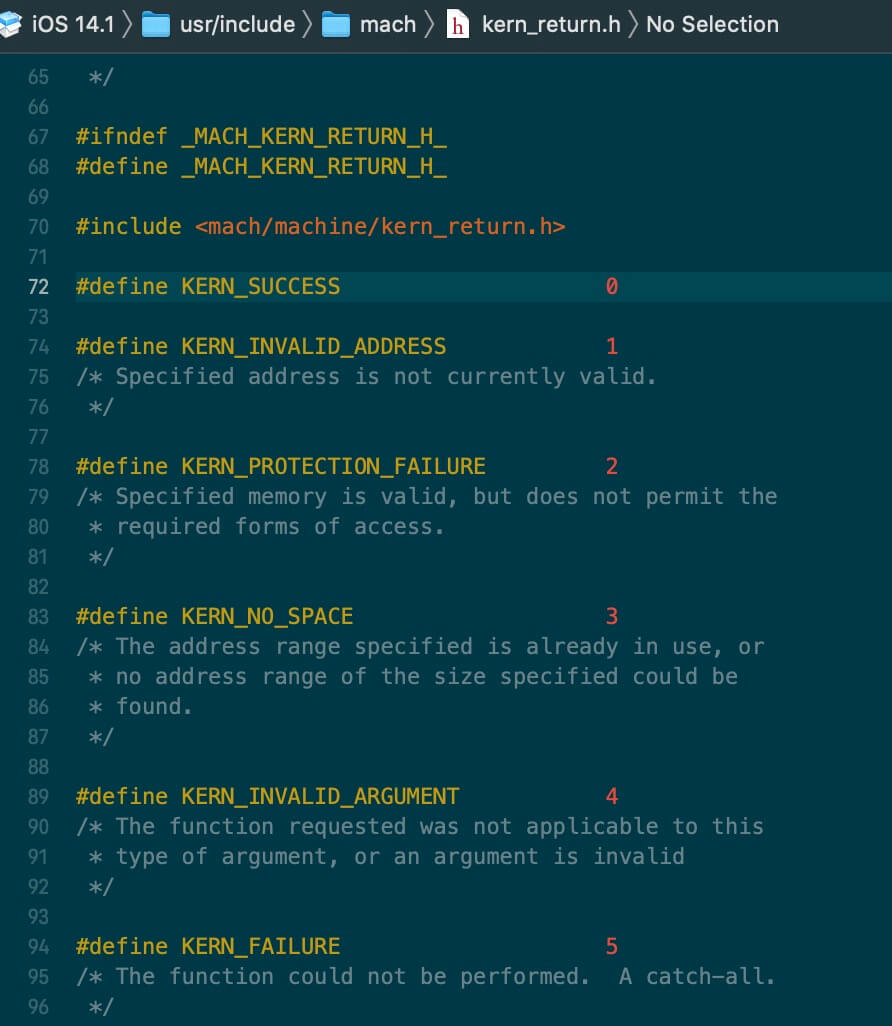 iOS 14.1 〉 usr/include 〉 mach 〉 h kern_return.h 〉 No Selection
65 */
66
67 #ifndef _MACH_KERN_RETURN_H_
68 #define _MACH_KERN_RETURN_H_
69
70 #include <mach/machine/kern_return.h>
71
72 #define KERN_SUCCESS 0
73
74 #define KERN_INVALID_ADDRESS 1
75 /* Specified address is not currently valid.
76 */
77
78 #define KERN_PROTECTION_FAILURE 2
79 /* Specified memory is valid, but does not permit the
80 * required forms of access.
81 */
82
83 #define KERN_NO_SPACE 3
84 /* The address range specified is already in use, or
85 * no address range of the size specified could be
86 * found.
87 */
88
89 #define KERN_INVALID_ARGUMENT 4
90 /* The function requested was not applicable to this
91 * type of argument, or an argument is invalid
92 */
93
94 #define KERN_FAILURE 5
95 /* The function could not be performed.  A catch-all.
96 */